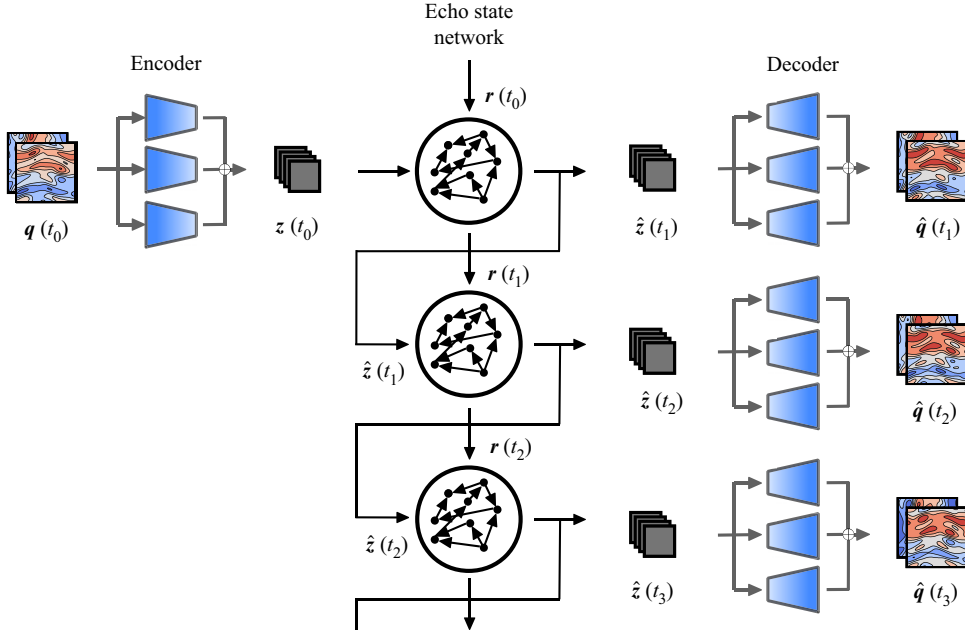 Echo state
network
Encoder
Decoder
r (t0)
q (t0)
z (t0)
ẑ (t1)
q̂ (t1)
r (t1)
ẑ (t1)
ẑ (t2)
q̂ (t2)
r (t2)
ẑ (t2)
ẑ (t3)
q̂ (t3)